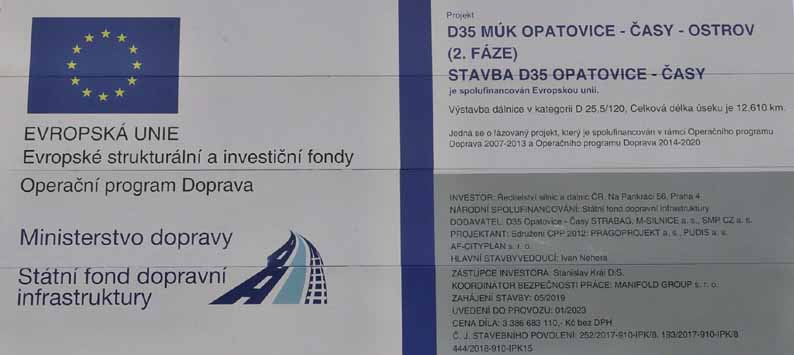 EVROPSKÁ UNIE
Evropské strukturální a investiční fondy
Operační program Doprava
Ministerstvo dopravy
Státní fond dopravní
infrastruktury
Projekt
D35 MÚK OPATOVICE - ČASY - OSTROV
(2. FÁZE)
STAVBA D35 OPATOVICE - ČASY
je spolufinancován Evropskou unií.
Výstavba dálnice v kategorii D 25,5/120, Celková délka úseku je 12,610 km.
Jedná se o fázovaný projekt, který je spolufinancován v rámci Operačního programu
Doprava 2007-2013 a Operačního programu Doprava 2014-2020
INVESTOR: Ředitelství silnic a dálnic ČR, Na Pankráci 56, Praha 4
NÁRODNÍ SPOLUFINANCOVÁNÍ: Státní fond dopravní infrastruktury
DODAVATEL: D35 Opatovice - Časy STRABAG, M-SILNICE a. s., SMP CZ a. s.
PROJEKTANT: Sdružení CPP 2012: PRAGOPROJEKT a. s., PUDIS a. s.
AF-CITYPLAN s. r. o.
HLAVNÍ STAVBYVEDOUCÍ: Ivan Nehera
ZÁSTUPCE INVESTORA: Stanislav Král DiS.
KOORDINÁTOR BEZPEČNOSTI PRÁCE: MANIFOLD GROUP s. r. o.
ZAHÁJENÍ STAVBY: 05/2019
UVEDENÍ DO PROVOZU: 01/2023
CENA DÍLA: 3 386 683 110,- Kč bez DPH
Č. J. STAVEBNÍHO POVOLENÍ: 252/2017-910-IPK/8, 193/2017-910-IPK/8
444/2018-910-IPK15